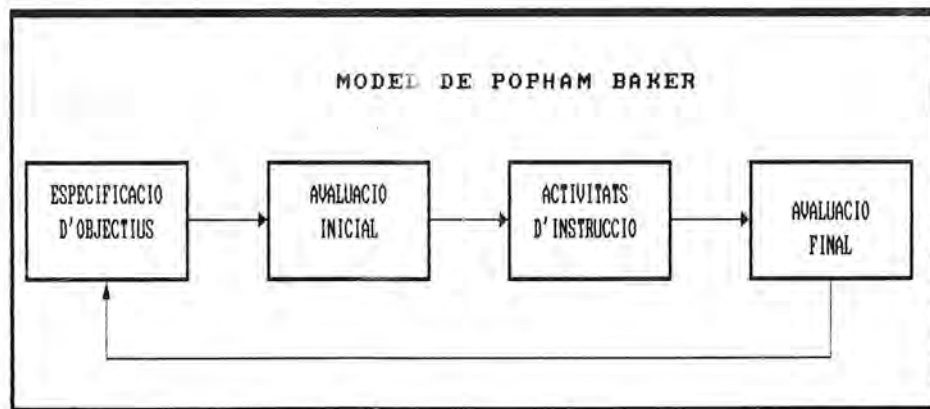 MODEL DE POPHAM BAKER
ESPECIFICACIO
D'OBJECTIUS
AVALUACIO
INICIAL
ACTIVITATS
D'INSTRUCCIO
AVALUACIO
FINAL